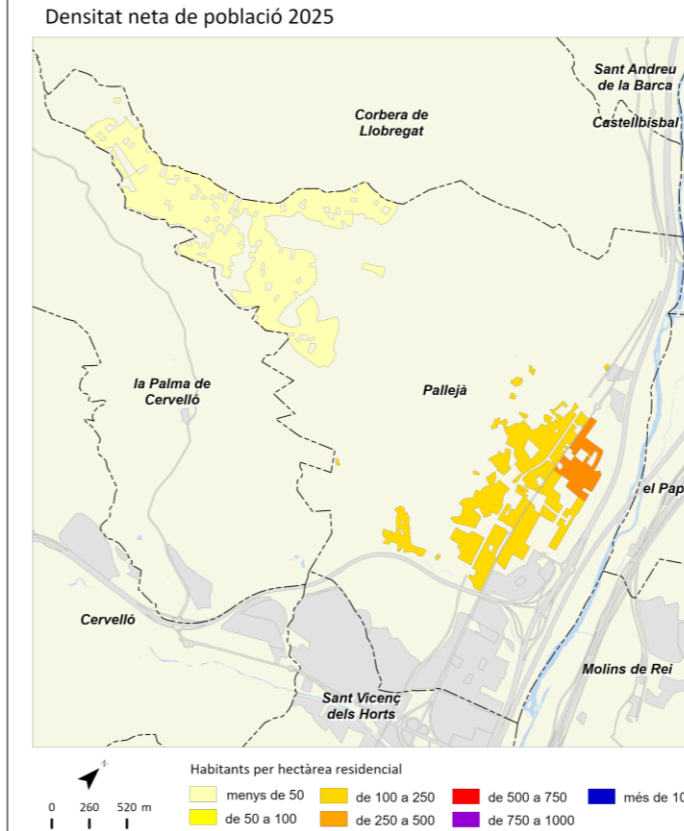 Densitat neta de població 2025
Sant Andreu
de la Barca
Castellbisbal
Corbera de
Llobregat
la Palma de
Cervelló
Pallejà
el Pap
Cervelló
Molins de Rei
Sant Vicenç
dels Horts
N
0 260 520 m
Habitants per hectàrea residencial
menys de 50
de 100 a 250
de 500 a 750
més de 10
de 50 a 100
de 250 a 500
de 750 a 1000